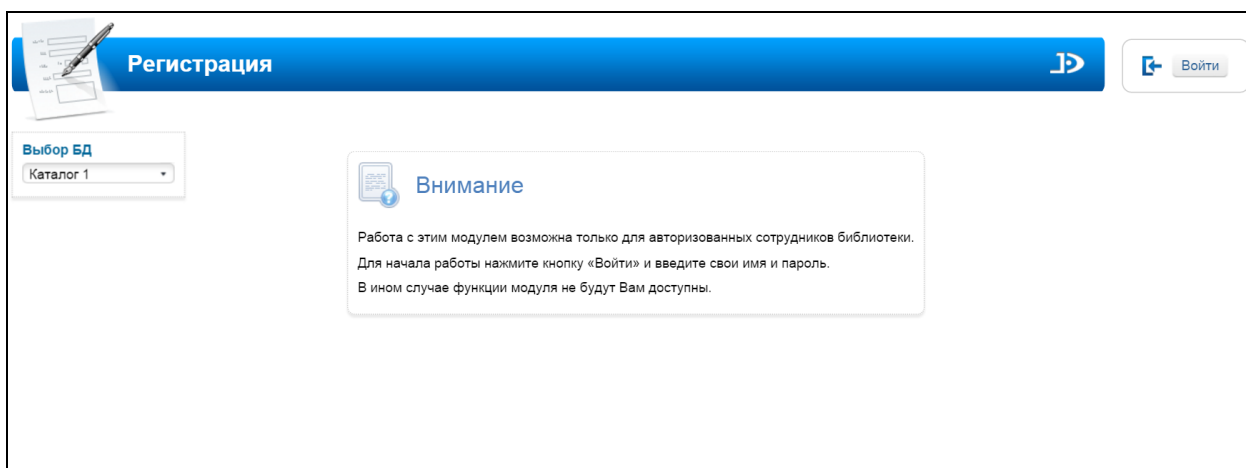 Регистрация
Войти
Выбор БД
Каталог 1
Внимание
Работа с этим модулем возможна только для авторизованных сотрудников библиотеки.
Для начала работы нажмите кнопку «Войти» и введите свои имя и пароль.
В ином случае функции модуля не будут Вам доступны.